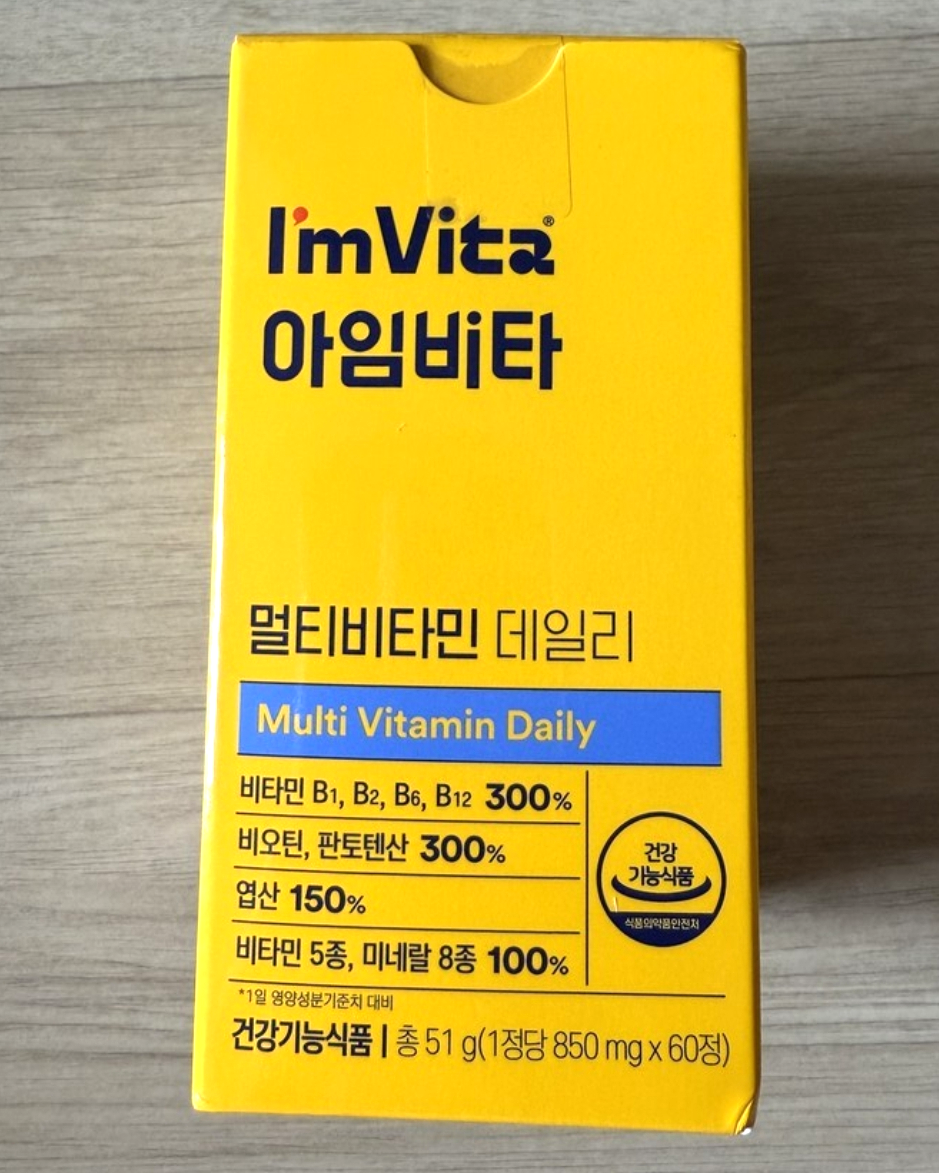 I'mVita®
아임비타
멀티비타민 데일리
Multi Vitamin Daily
비타민 B1, B2, B6, B12 300%
비오틴, 판토텐산 300%
엽산 150%
비타민 5종, 미네랄 8종 100%
건강
기능식품
식품의약품안전처
*1일 영양성분기준치 대비
건강기능식품 | 총 51 g(1정당 850 mg x 60정)